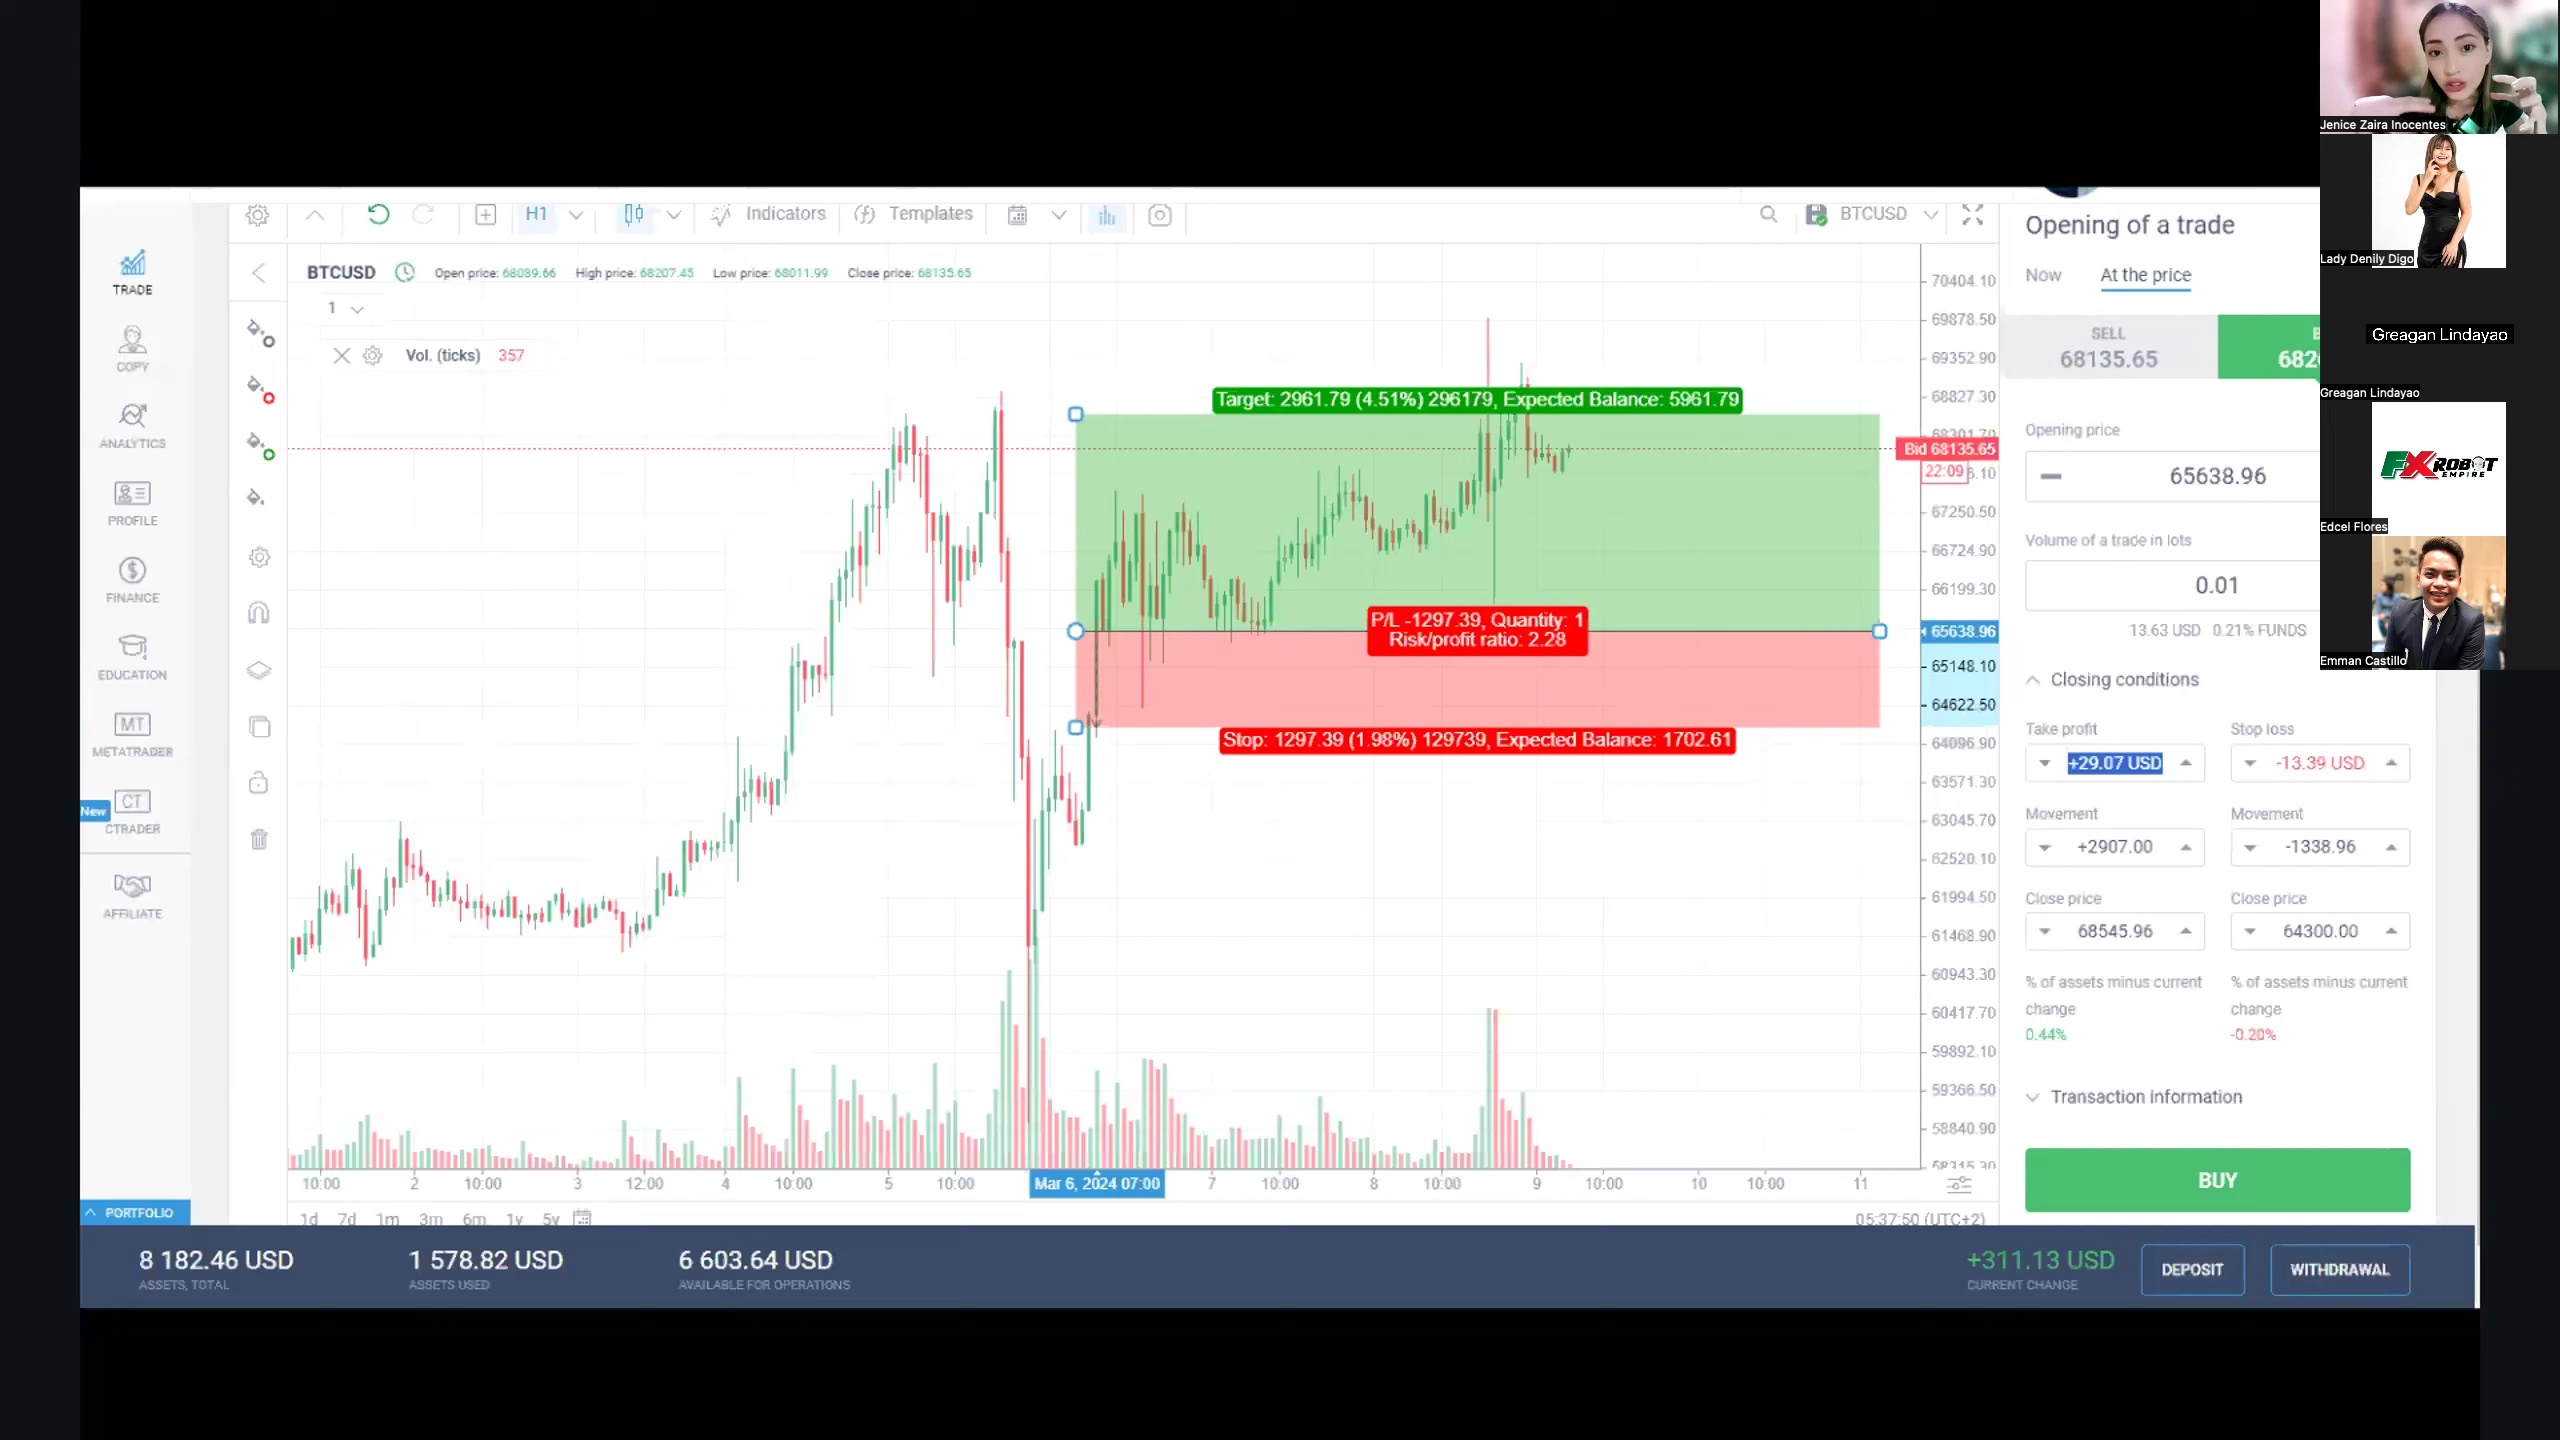 TRADE
COPY
ANALYTICS
PROFILE
FINANCE
EDUCATION
MT
METATRADER
New
CT
CTRADER
AFFILIATE
PORTFOLIO
H1
Indicators
Templates
BTCUSD
BTCUSD
Open price: 68089.66
High price: 68207.45
Low price: 68011.99
Close price: 68135.65
1
Vol. (ticks) 357
Target: 2961.79 (4.51%) 296179, Expected Balance: 5961.79
P/L -1297.39, Quantity: 1
Risk/profit ratio: 2.28
Stop: 1297.39 (1.98%) 129739, Expected Balance: 1702.61
70404.10
69878.50
69352.90
68827.30
68301.70
Bid 68135.65
22:09
67250.50
66724.90
66199.30
65638.96
65148.10
64622.50
64096.90
63571.30
63045.70
62520.10
61994.50
61468.90
60943.30
60417.70
59892.10
59366.50
58840.90
58315.30
10:00
2
10:00
3
12:00
4
10:00
5
10:00
Mar 6, 2024 07:00
7
10:00
8
10:00
9
10:00
10
10:00
11
1d
7d
1m
3m
6m
1y
5y
05:37:50 (UTC+2)
Opening of a trade
Now
At the price
SELL
68135.65
Opening price
65638.96
Volume of a trade in lots
0.01
13.63 USD 0.21% FUNDS
Closing conditions
Take profit
Stop loss
+29.07 USD
-13.39 USD
Movement
Movement
+2907.00
-1338.96
Close price
Close price
68545.96
64300.00
% of assets minus current
change
0.44%
% of assets minus current
change
-0.20%
Transaction information
BUY
8 182.46 USD
ASSETS, TOTAL
1 578.82 USD
ASSETS USED
6 603.64 USD
AVAILABLE FOR OPERATIONS
+311.13 USD
CURRENT CHANGE
DEPOSIT
WITHDRAWAL
Jenice Zaira Inocentes
Lady Denily Digo
Greagan Lindayao
Greagan Lindayao
FX ROBOT
EMPIRE
Edcel Flores
Emman Castillo